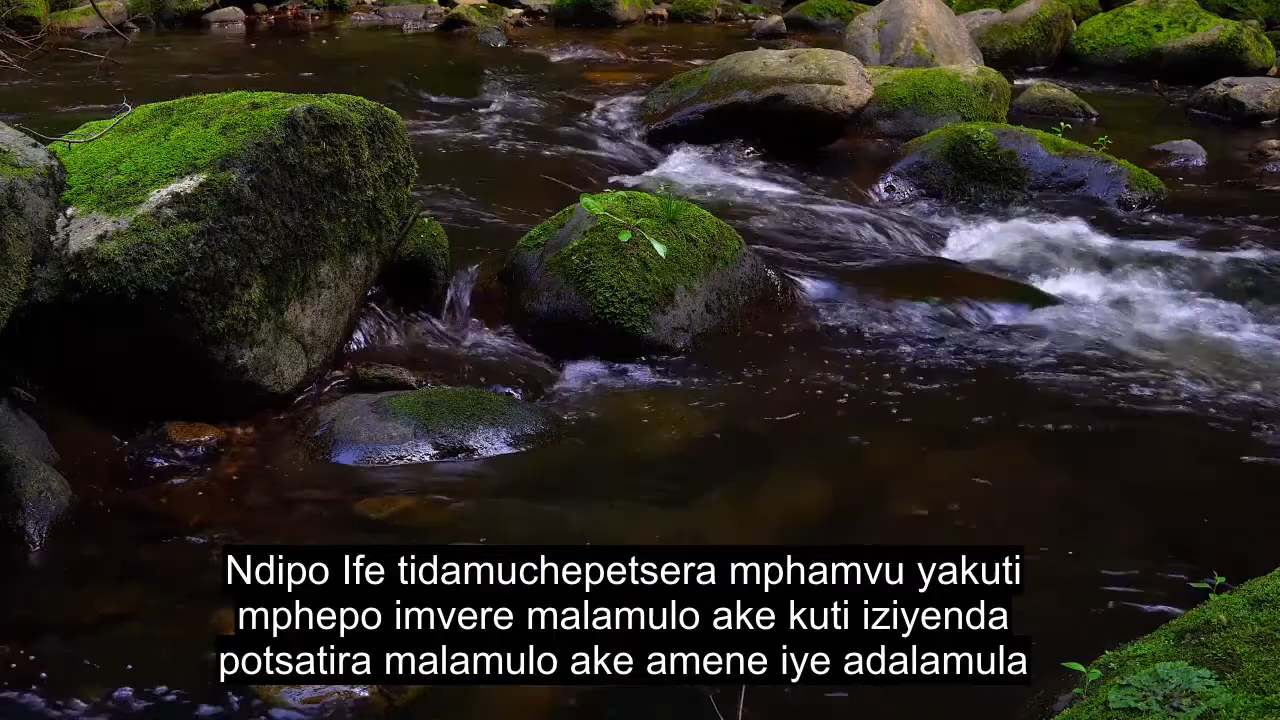 Ndipo Ife tidamuchepetsera mphamvu yakuti
mphepo imvere malamulo ake kuti iziyenda
potsatira malamulo ake amene iye adalamula